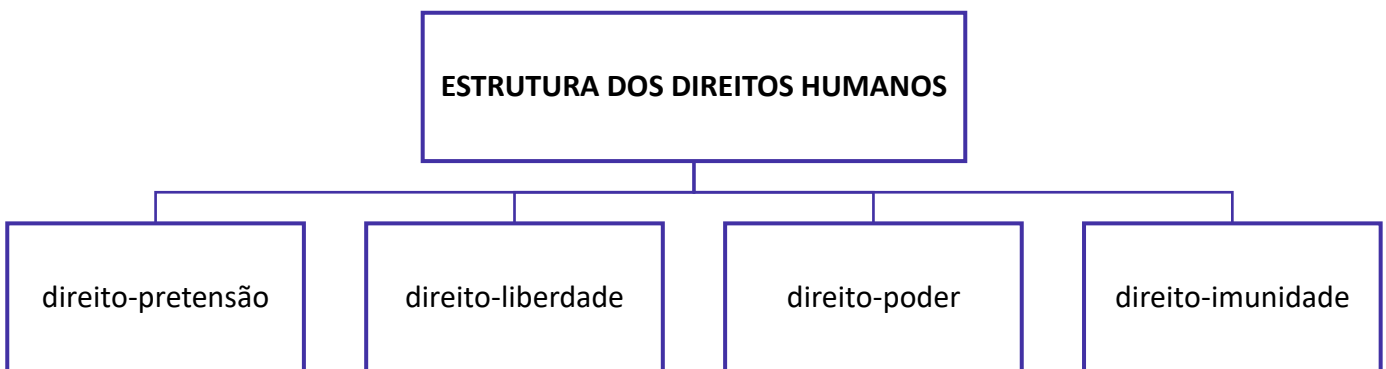 ESTRUTURA DOS DIREITOS HUMANOS
direito-pretensão
direito-liberdade
direito-poder
direito-imunidade